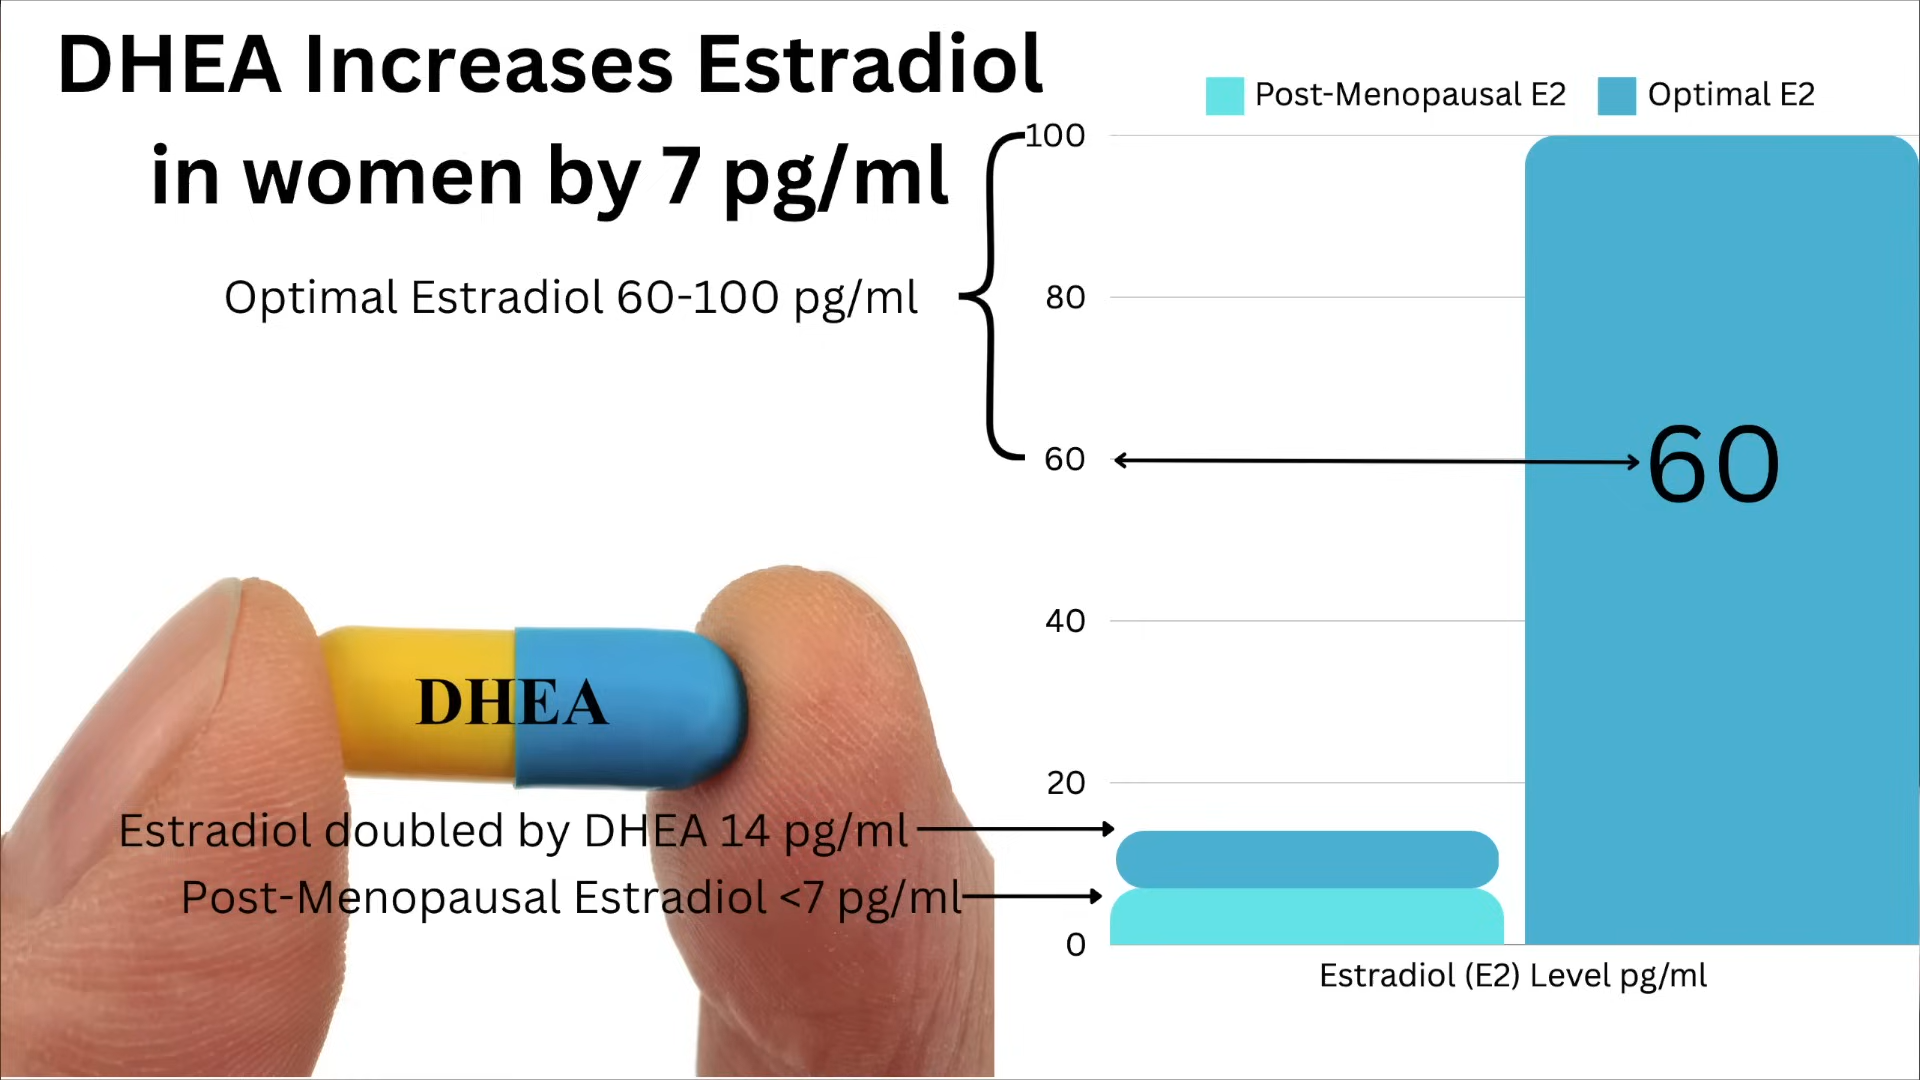 DHEA Increases Estradiol
in women by 7 pg/ml
Optimal Estradiol 60-100 pg/ml
Post-Menopausal E2
Optimal E2
100
80
60
60
40
20
0
DHEA
Estradiol doubled by DHEA 14 pg/ml
Post-Menopausal Estradiol <7 pg/ml
Estradiol (E2) Level pg/ml